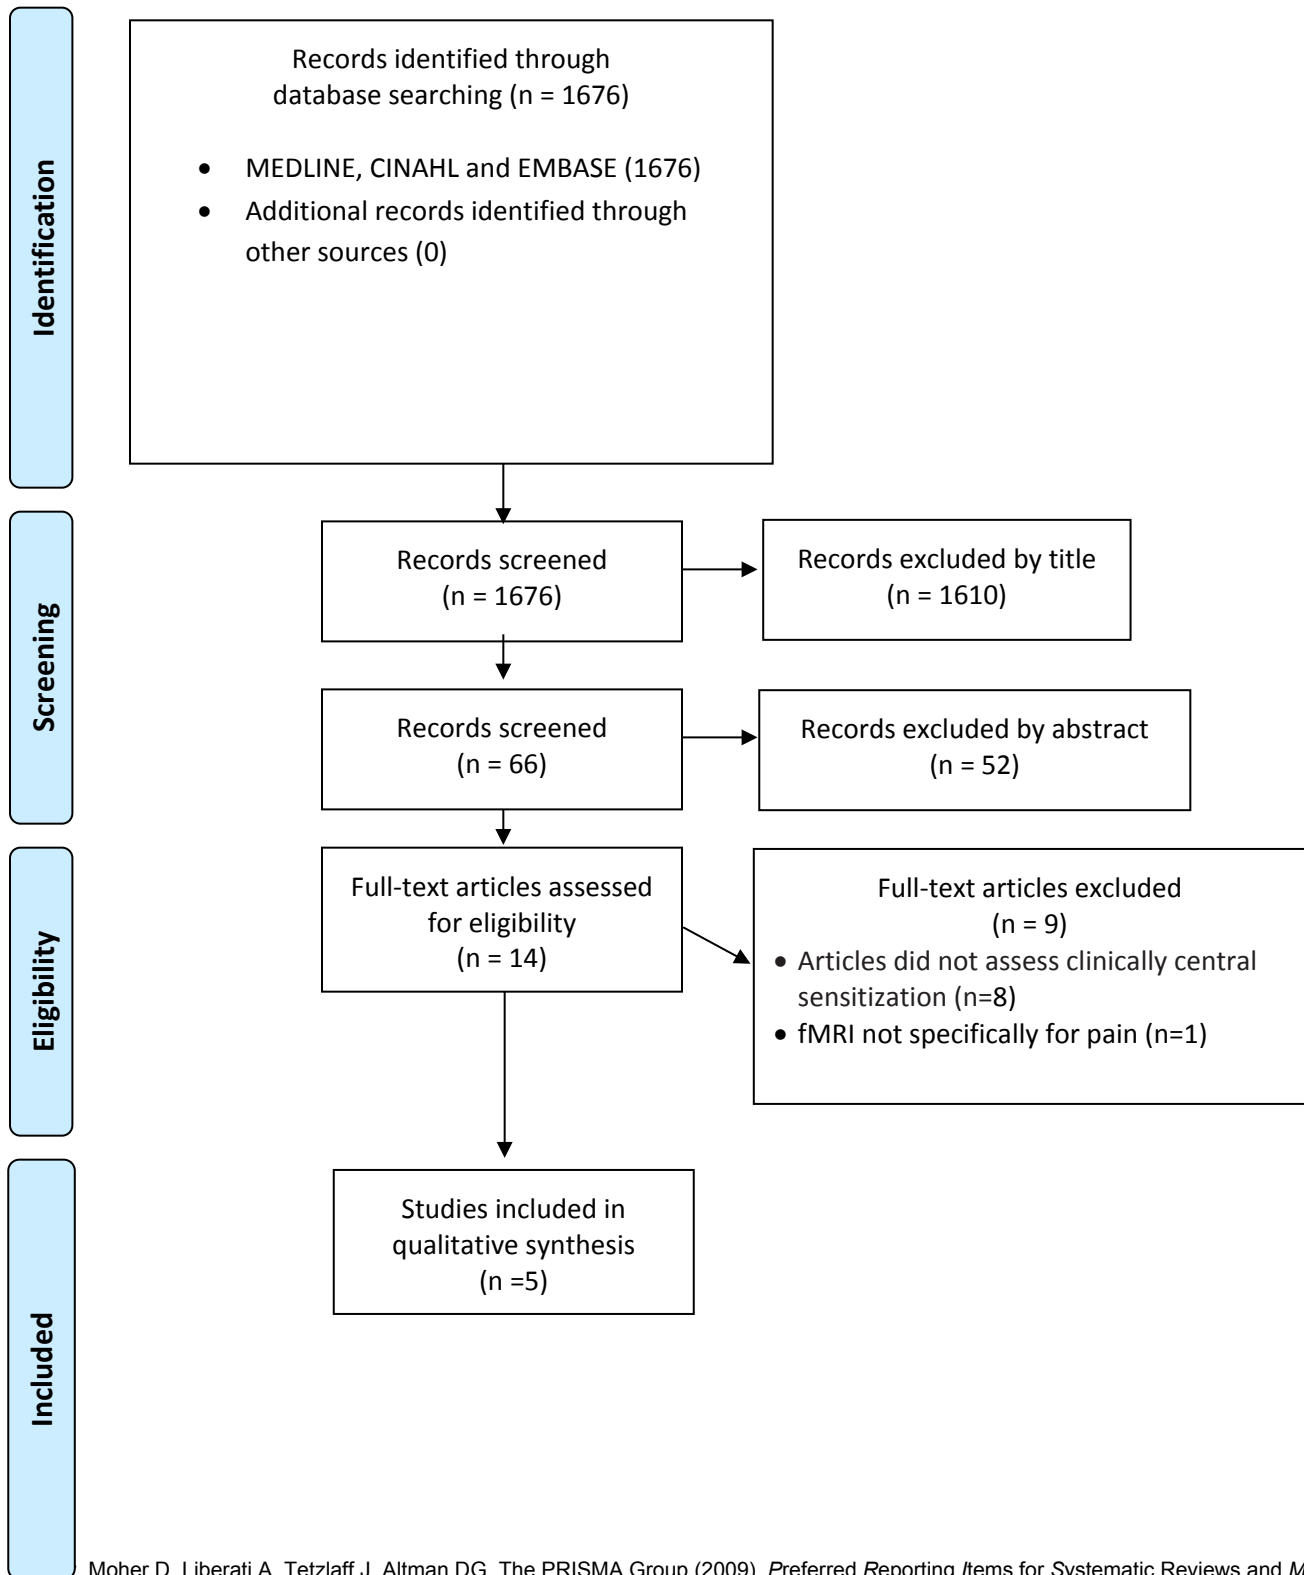 Identification
Records identified through
database searching (n = 1676)
• MEDLINE, CINAHL and EMBASE (1676)
• Additional records identified through
other sources (0)
Screening
Records screened
(n = 1676)
Records excluded by title
(n = 1610)
Records screened
(n = 66)
Records excluded by abstract
(n = 52)
Eligibility
Full-text articles assessed
for eligibility
(n = 14)
Full-text articles excluded
(n = 9)
• Articles did not assess clinically central
sensitization (n=8)
• fMRI not specifically for pain (n=1)
Included
Studies included in
qualitative synthesis
(n =5)
Moher D, Liberati A, Tetzlaff J, Altman DG, The PRISMA Group (2009). Preferred Reporting Items for Systematic Reviews and M